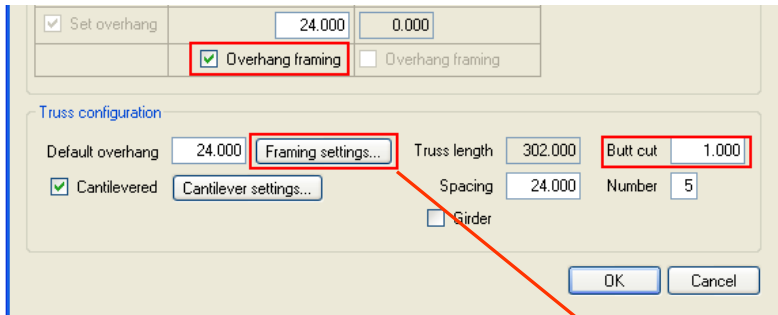 Set overhang 24.000 0.000
Overhang framing Overhang framing
Truss configuration
Default overhang 24.000 Framing settings... Truss length 302.000 Butt cut 1.000
Cantilevered Cantilever settings... Spacing 24.000 Number 5
Girder
OK Cancel